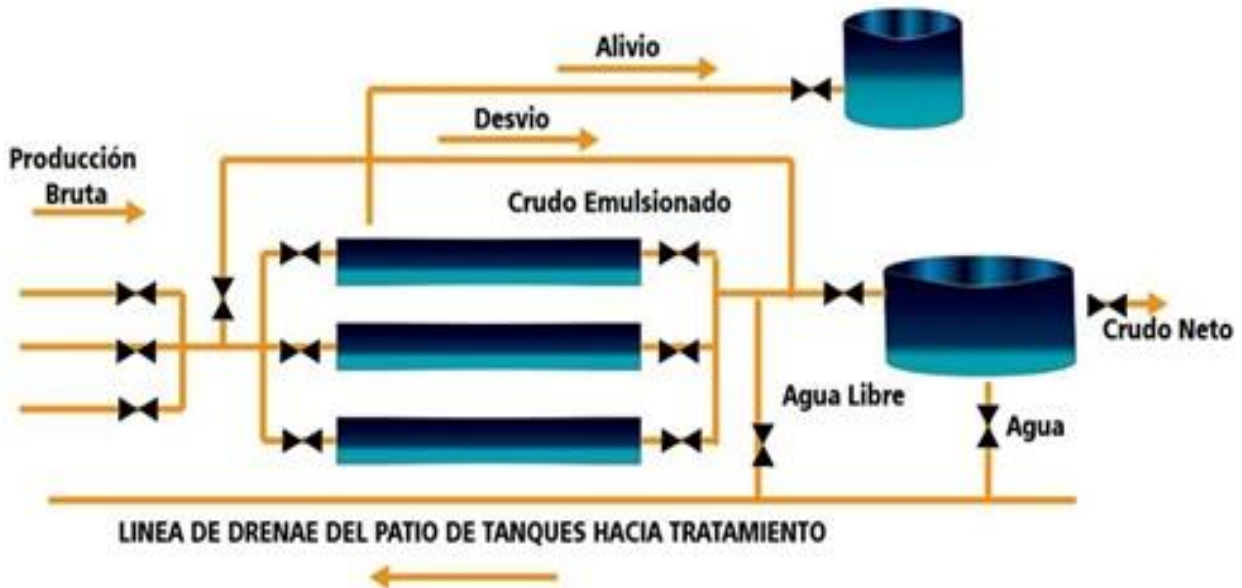 Alivio
Desvio
Producción
Bruta
Crudo Emulsionado
Crudo Neto
Agua Libre
Agua
LINEA DE DRENAE DEL PATIO DE TANQUES HACIA TRATAMIENTO